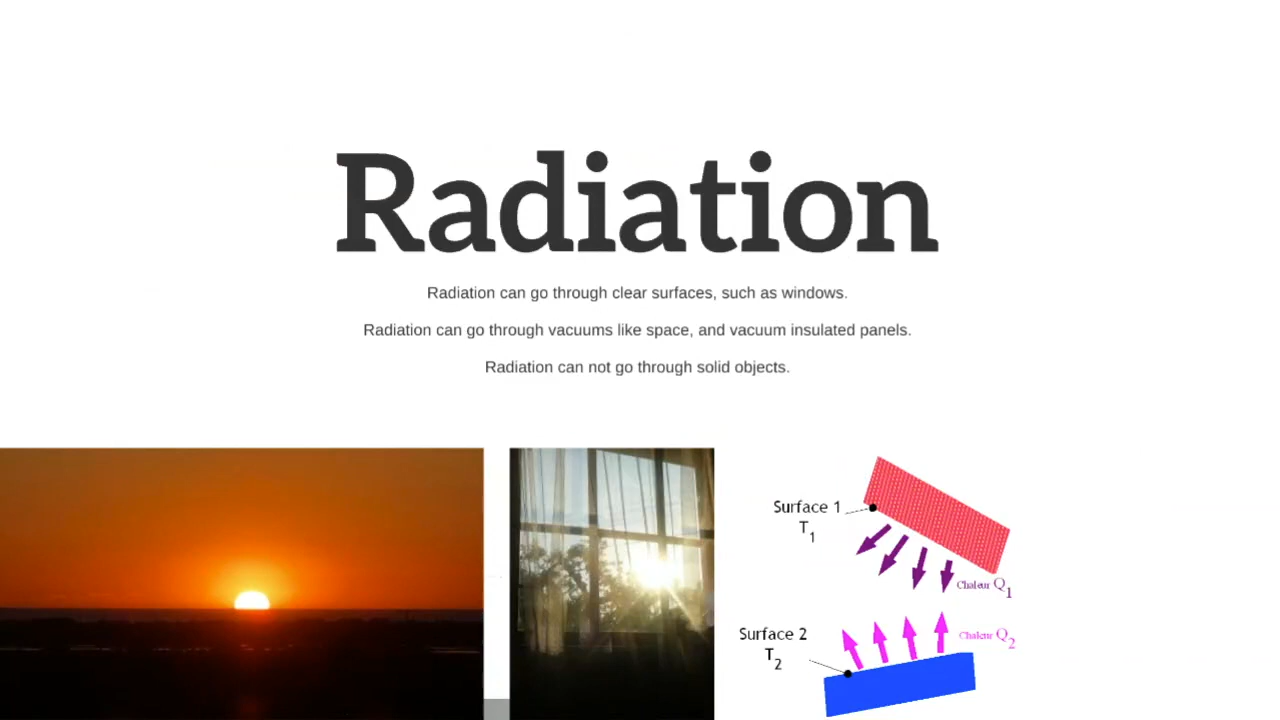 Radiation
Radiation can go through clear surfaces, such as windows.
Radiation can go through vacuums like space, and vacuum insulated panels.
Radiation can not go through solid objects.
Surface 1
T1
Chaleur Q1
Surface 2
T2
Chaleur Q2